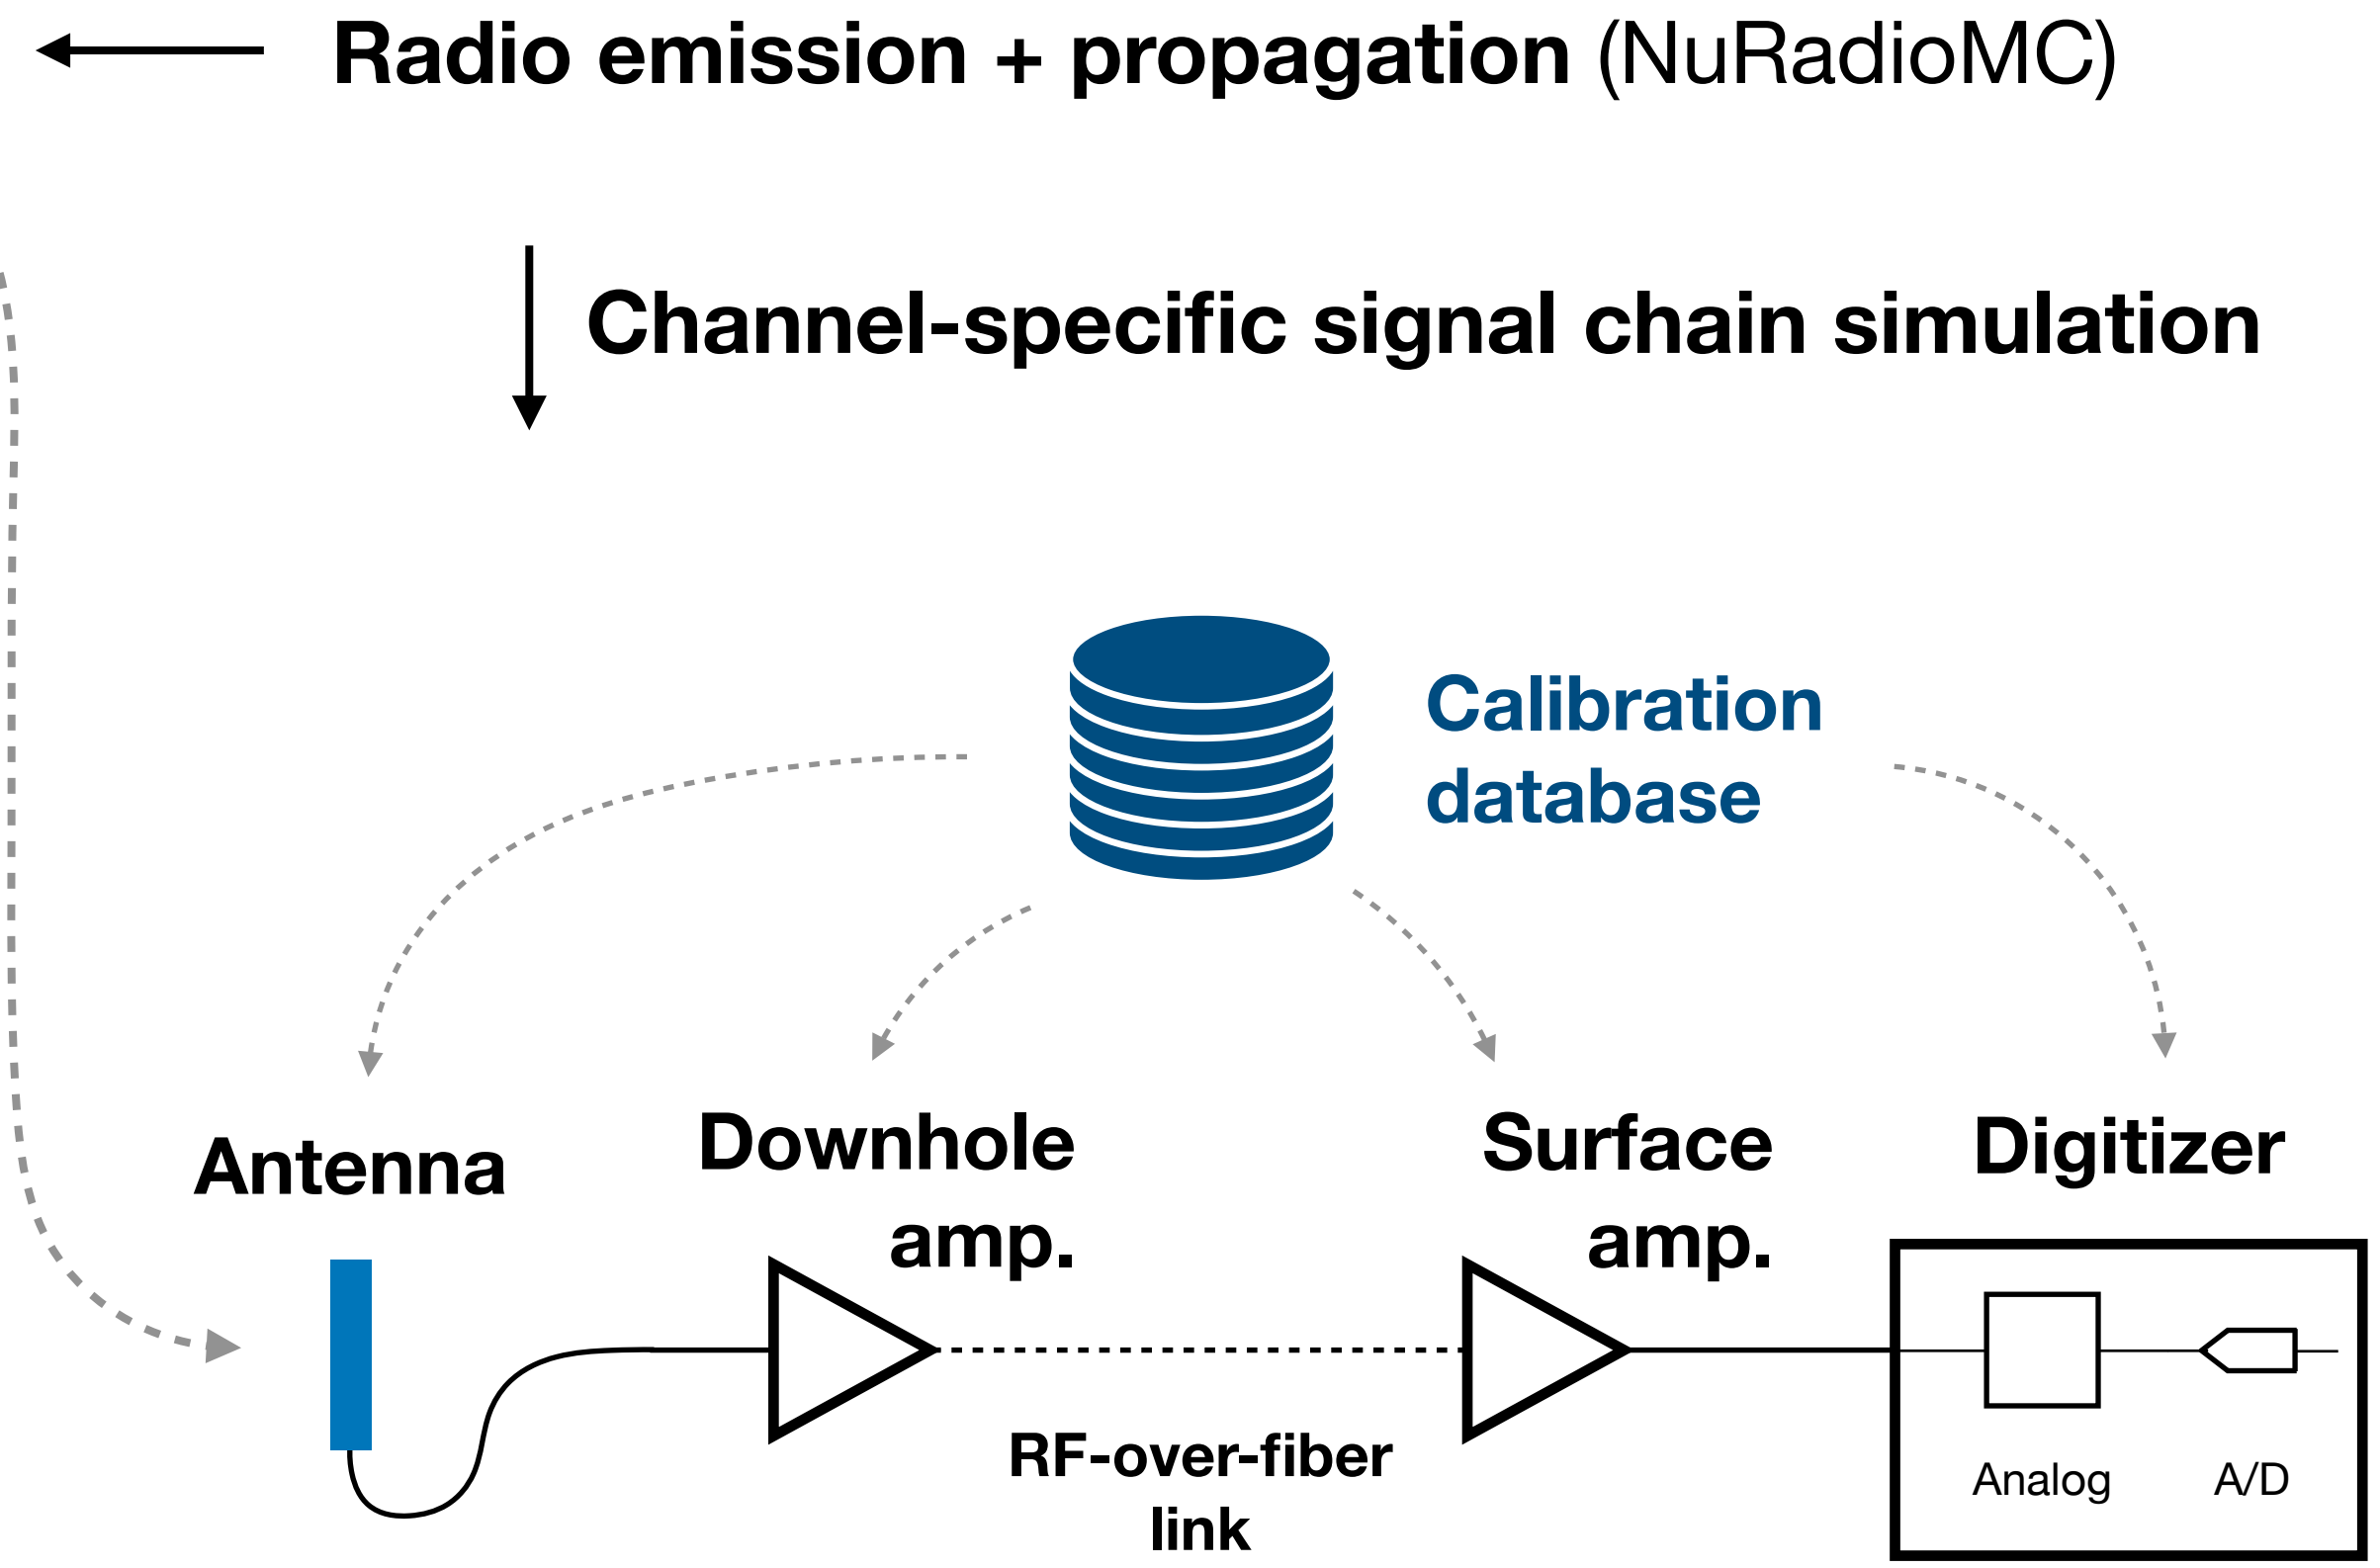 Radio emission + propagation (NuRadioMC)
Channel-specific signal chain simulation
Calibration
database
Antenna
Downhole
amp.
Surface
amp.
Digitizer
RF-over-fiber
link
Analog
A/D